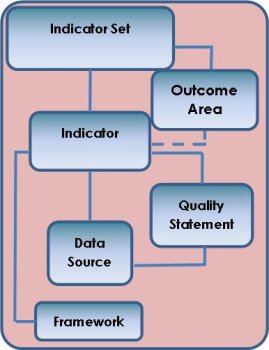 Indicator Set
Outcome
Area
Indicator
Quality
Statement
Data
Source
Framework